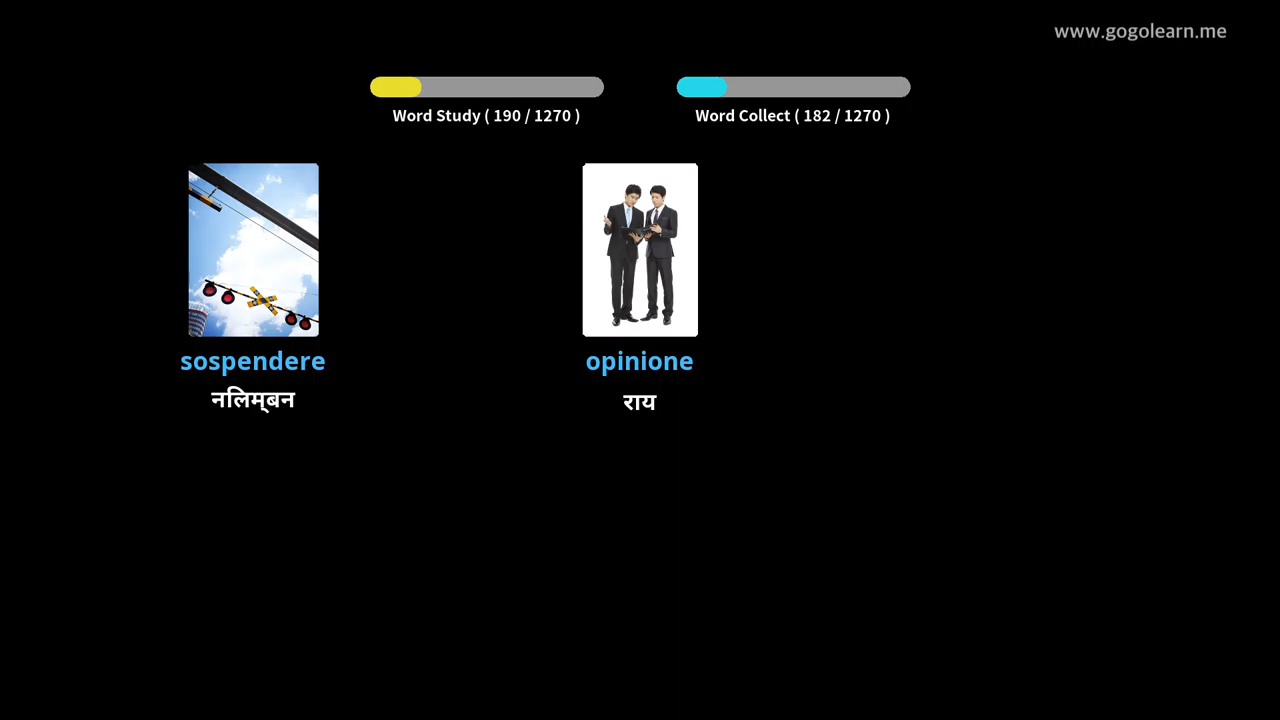 www.gogolearn.me
Word Study ( 190 / 1270 )
Word Collect ( 182 / 1270 )
sospendere
opinione
नलिम्बन
राय